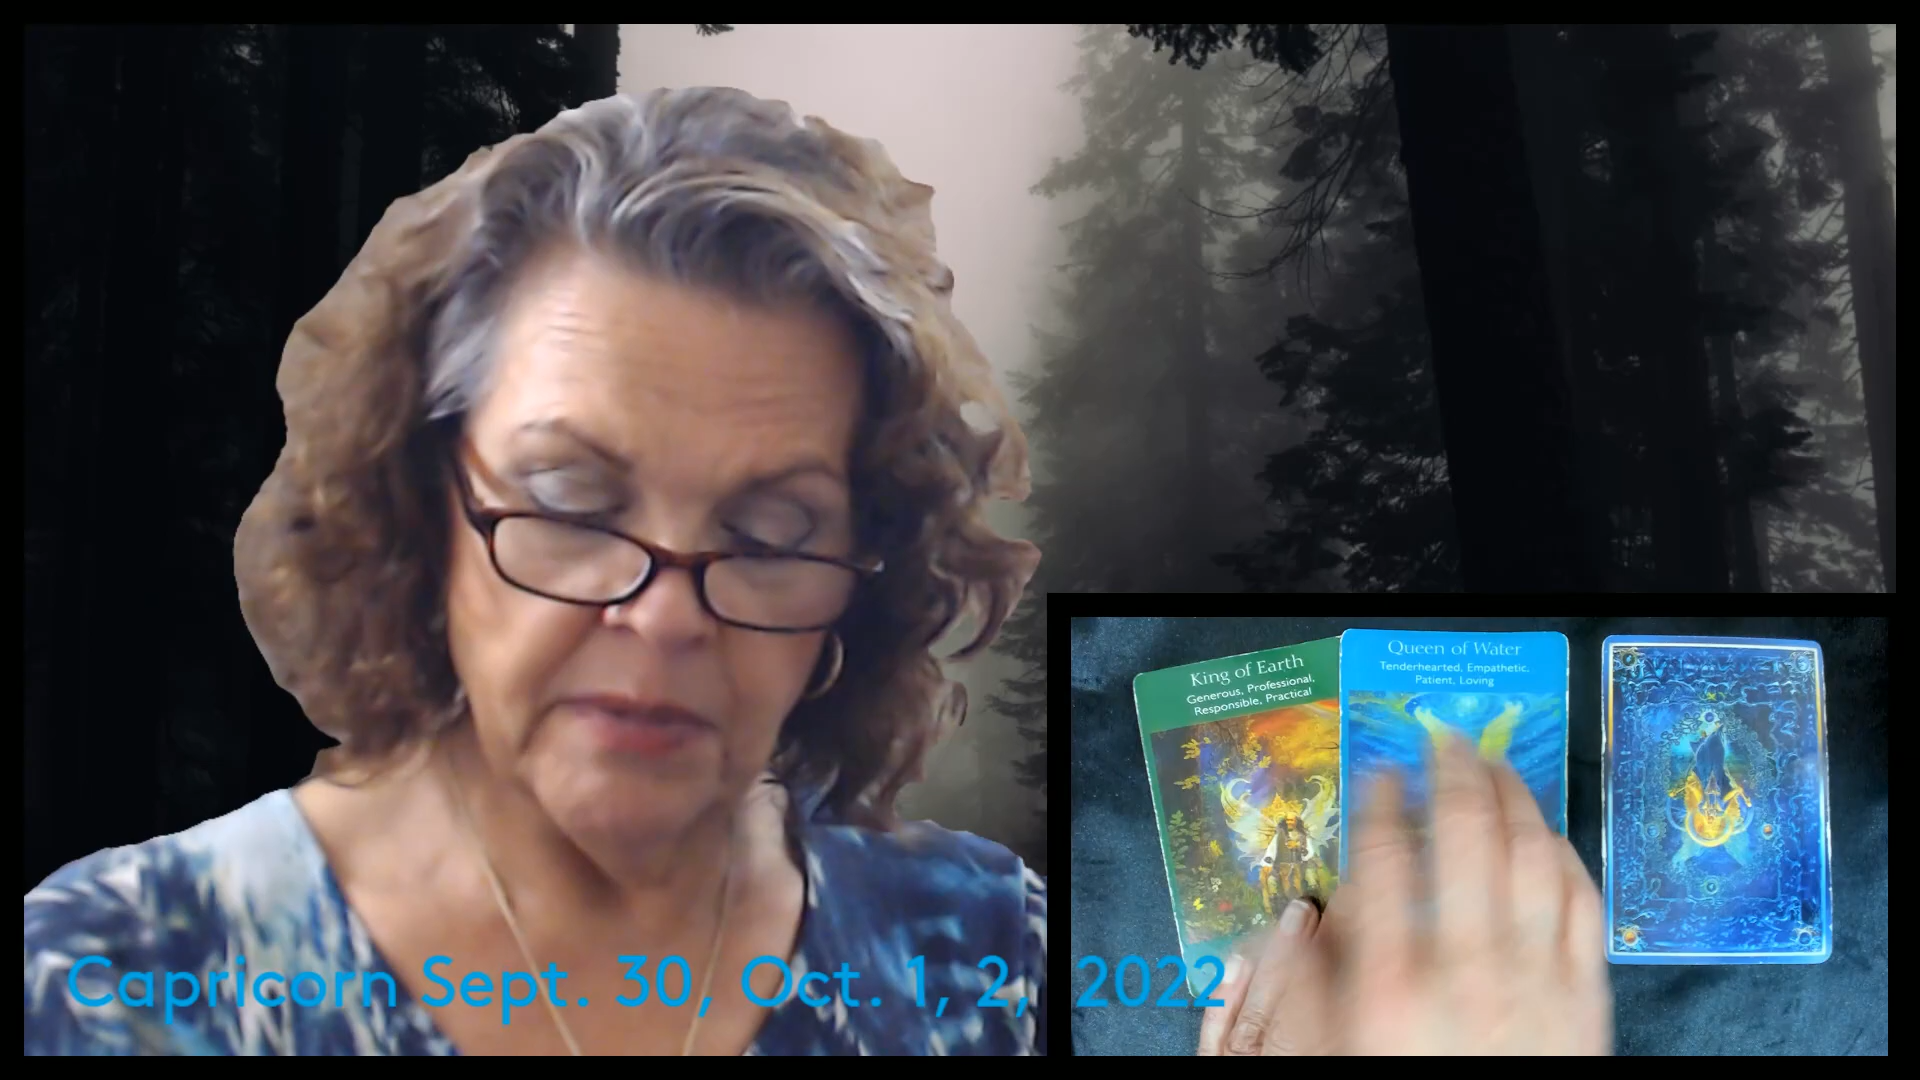 King of Earth
Generous, Professional,
Responsible, Practical
Queen of Water
Tenderhearted, Empathetic,
Patient, Loving
Capricorn Sept. 30, Oct. 1, 2, 2022